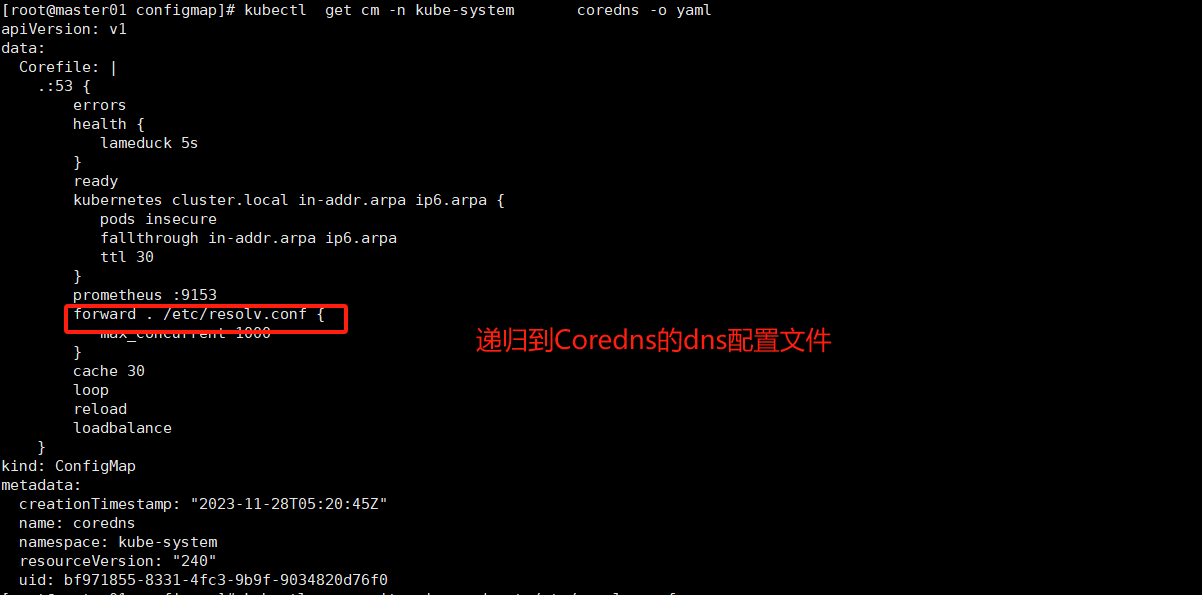 [root@master01 configmap]# kubectl  get cm -n kube-system       coredns -o yaml
apiVersion: v1
data:
  Corefile: |
    .:53 {
        errors
        health {
           lameduck 5s
        }
        ready
        kubernetes cluster.local in-addr.arpa ip6.arpa {
           pods insecure
           fallthrough in-addr.arpa ip6.arpa
           ttl 30
        }
        prometheus :9153
        forward . /etc/resolv.conf {
           max_concurrent 1000
递归到Coredns的dns配置文件
        }
        cache 30
        loop
        reload
        loadbalance
    }
kind: ConfigMap
metadata:
  creationTimestamp: "2023-11-28T05:20:45Z"
  name: coredns
  namespace: kube-system
  resourceVersion: "240"
  uid: bf971855-8331-4fc3-9b9f-9034820d76f0